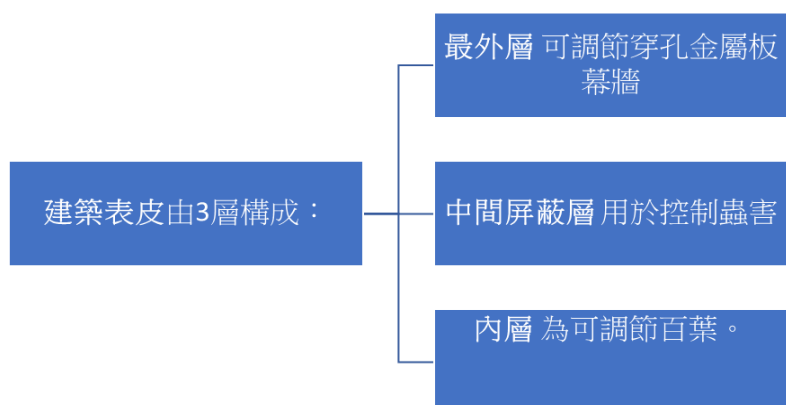 建築表皮由3層構成：
最外層 可調節穿孔金屬板
幕牆
中間屏蔽層 用於控制蟲害
內層 為可調節百葉。